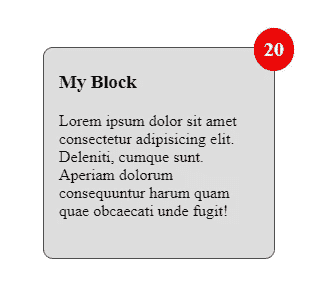 20
My Block
Lorem ipsum dolor sit amet
consectetur adipisicing elit.
Deleniti, cumque sunt.
Aperiam dolorum
consequuntur harum quam
quae obcaecati unde fugit!